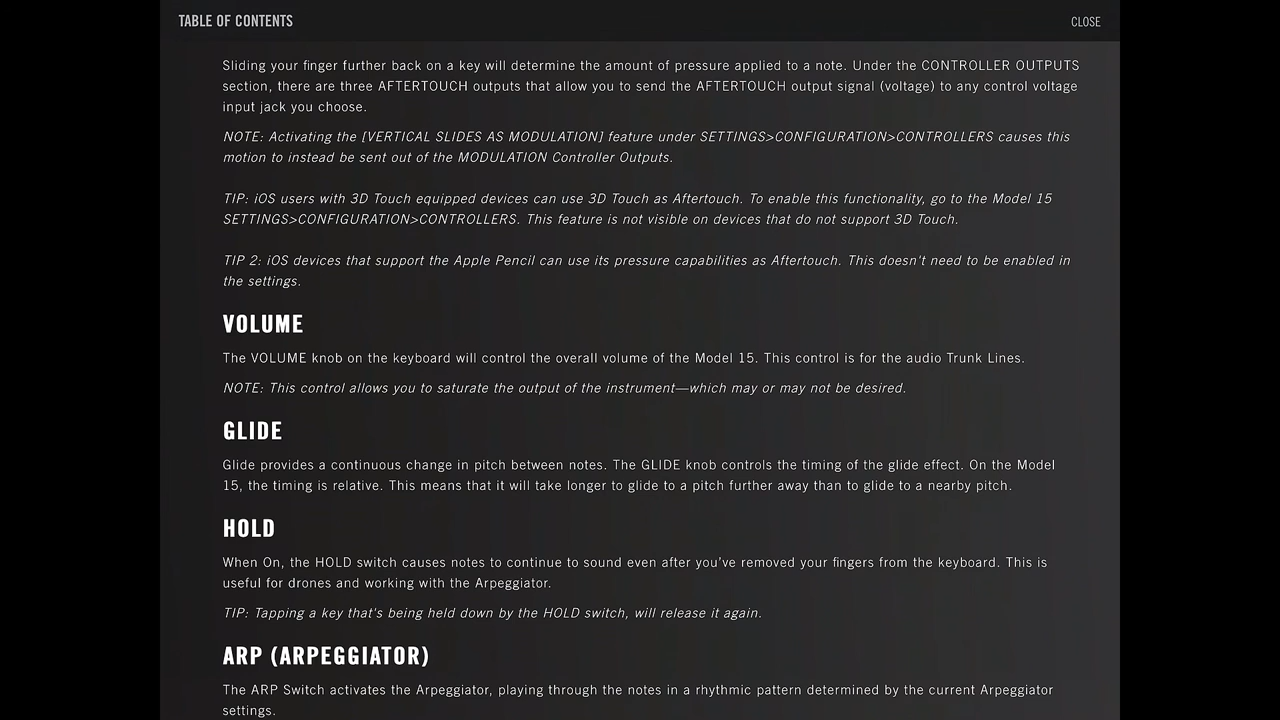 TABLE OF CONTENTS
CLOSE
Sliding your finger further back on a key will determine the amount of pressure applied to a note. Under the CONTROLLER OUTPUTS
section, there are three AFTERTOUCH outputs that allow you to send the AFTERTOUCH output signal (voltage) to any control voltage
input jack you choose.
NOTE: Activating the [VERTICAL SLIDES AS MODULATION] feature under SETTINGS>CONFIGURATION>CONTROLLERS causes this
motion to instead be sent out of the MODULATION Controller Outputs.
TIP: iOS users with 3D Touch equipped devices can use 3D Touch as Aftertouch. To enable this functionality, go to the Model 15
SETTINGS>CONFIGURATION>CONTROLLERS. This feature is not visible on devices that do not support 3D Touch.
TIP 2: iOS devices that support the Apple Pencil can use its pressure capabilities as Aftertouch. This doesn't need to be enabled in
the settings.
VOLUME
The VOLUME knob on the keyboard will control the overall volume of the Model 15. This control is for the audio Trunk Lines.
NOTE: This control allows you to saturate the output of the instrument—which may or may not be desired.
GLIDE
Glide provides a continuous change in pitch between notes. The GLIDE knob controls the timing of the glide effect. On the Model
15, the timing is relative. This means that it will take longer to glide to a pitch further away than to glide to a nearby pitch.
HOLD
When On, the HOLD switch causes notes to continue to sound even after you’ve removed your fingers from the keyboard. This is
useful for drones and working with the Arpeggiator.
TIP: Tapping a key that's being held down by the HOLD switch, will release it again.
ARP (ARPEGGIATOR)
The ARP Switch activates the Arpeggiator, playing through the notes in a rhythmic pattern determined by the current Arpeggiator
settings.